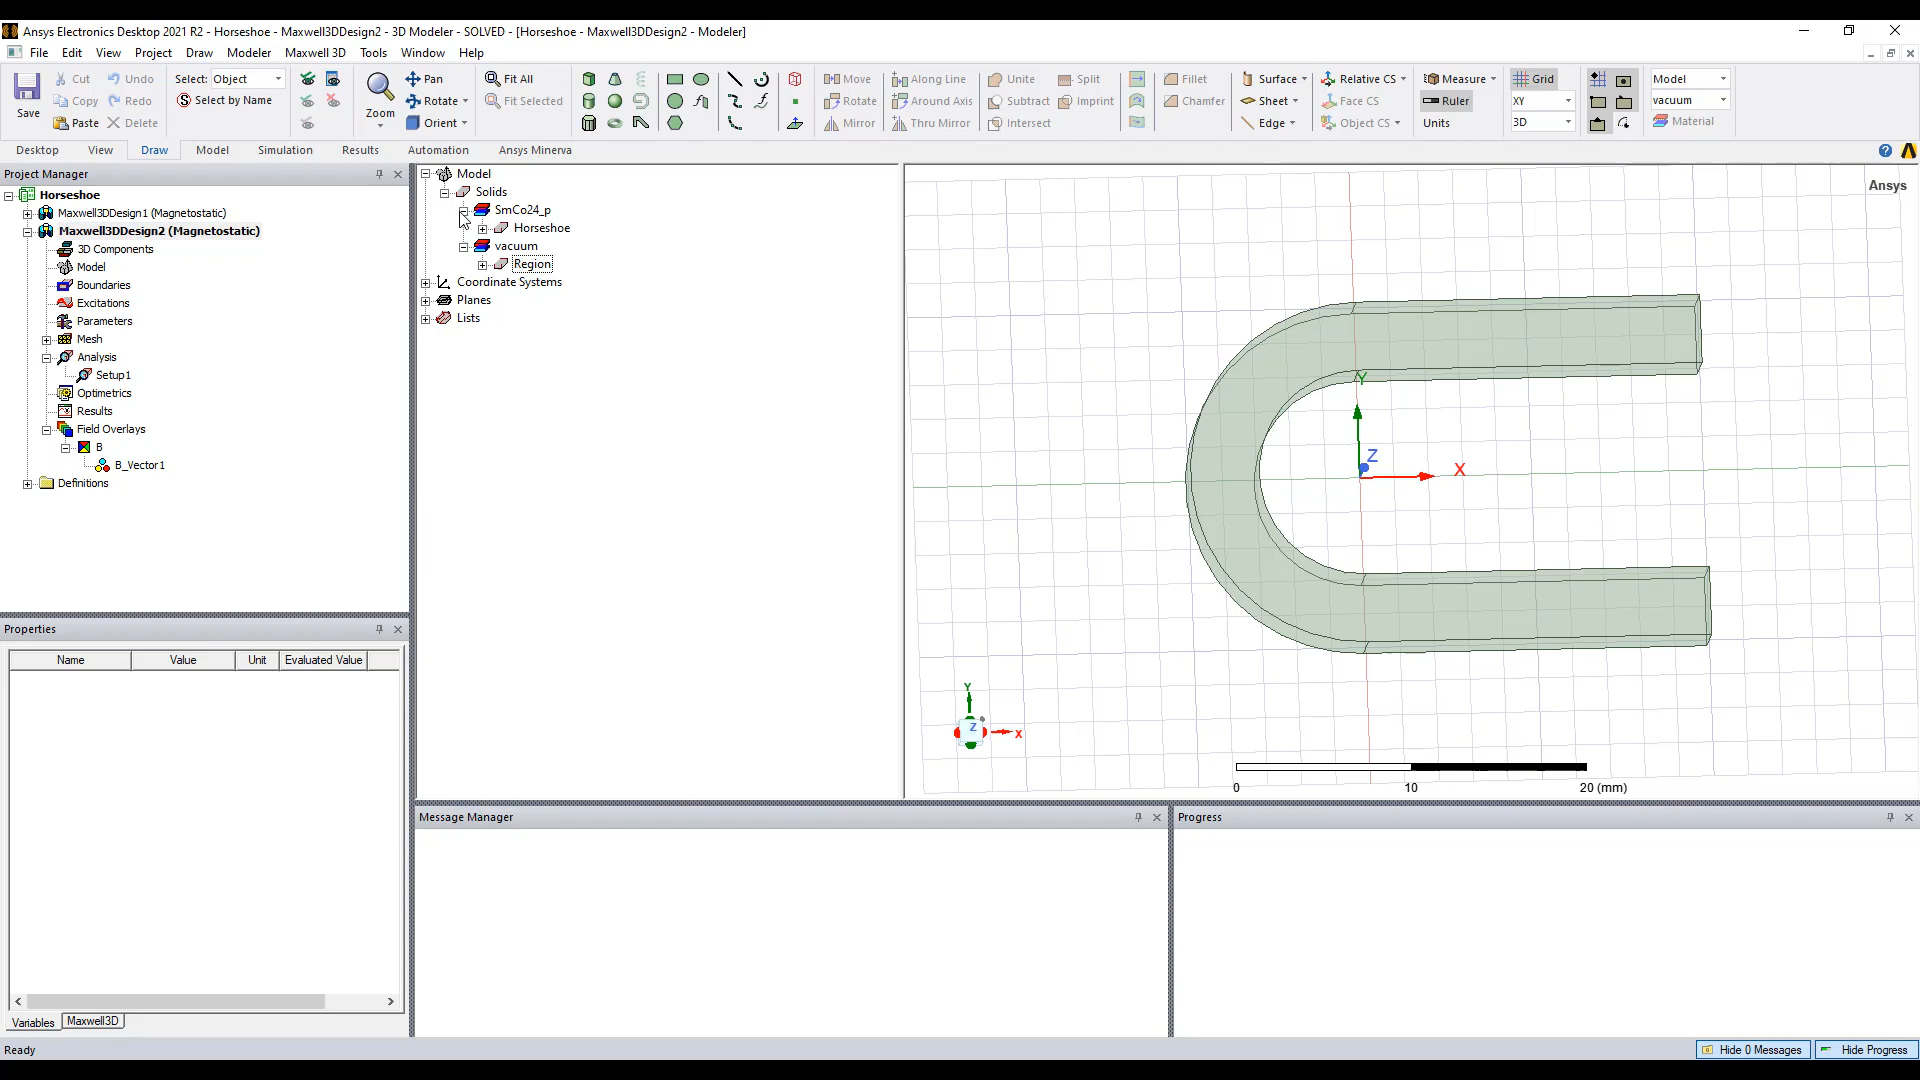 Ansys Electronics Desktop 2021 R2 - Horseshoe - Maxwell3DDesign2 - 3D Modeler - SOLVED - [Horseshoe - Maxwell3DDesign2 - Modeler]
File Edit View Project Draw Modeler Maxwell 3D Tools Window Help
Save
Cut Undo
Copy Redo
Paste Delete
Select: Object
Select by Name
Zoom
Pan
Rotate
Orient
Fit All
Fit Selected
Move Along Line
Rotate Around Axis
Mirror Thru Mirror
Unite Split
Subtract Imprint
Intersect
Fillet
Chamfer
Surface
Sheet
Edge
Relative CS
Face CS
Object CS
Measure
Ruler
Units
Grid
XY
3D
Model
vacuum
Material
Desktop View Draw Model Simulation Results Automation Ansys Minerva
Project Manager
Horseshoe
Maxwell3DDesign1 (Magnetostatic)
Maxwell3DDesign2 (Magnetostatic)
3D Components
Model
Boundaries
Excitations
Parameters
Mesh
Analysis
Setup1
Optimetrics
Results
Field Overlays
B
B_Vector1
Definitions
Properties
Name Value Unit Evaluated Value
Variables Maxwell3D
Model
Solids
SmCo24_p
Horseshoe
vacuum
Region
Coordinate Systems
Planes
Lists
Ansys
Y
Z
X
Y
Z
X
0 10 20 (mm)
Message Manager
Progress
Ready
Hide 0 Messages Hide Progress